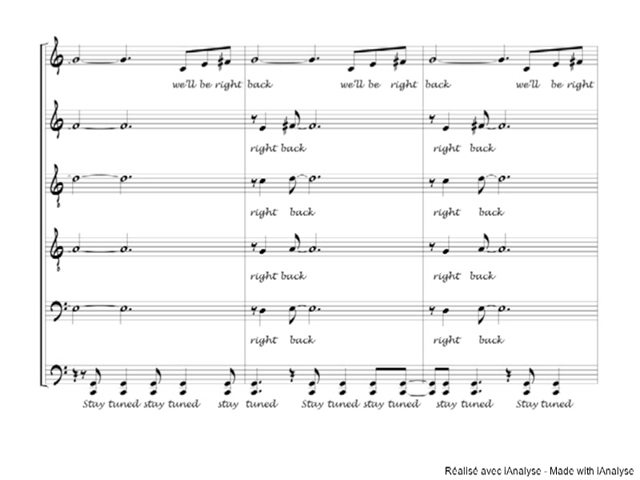 we'll be right back we'll be right back we'll be right
right back right back
right back right back
right back right back
right back right back
Stay tuned stay tuned stay tuned Stay tuned stay tuned stay tuned Stay tuned
Réalisé avec iAnalyse - Made with iAnalyse